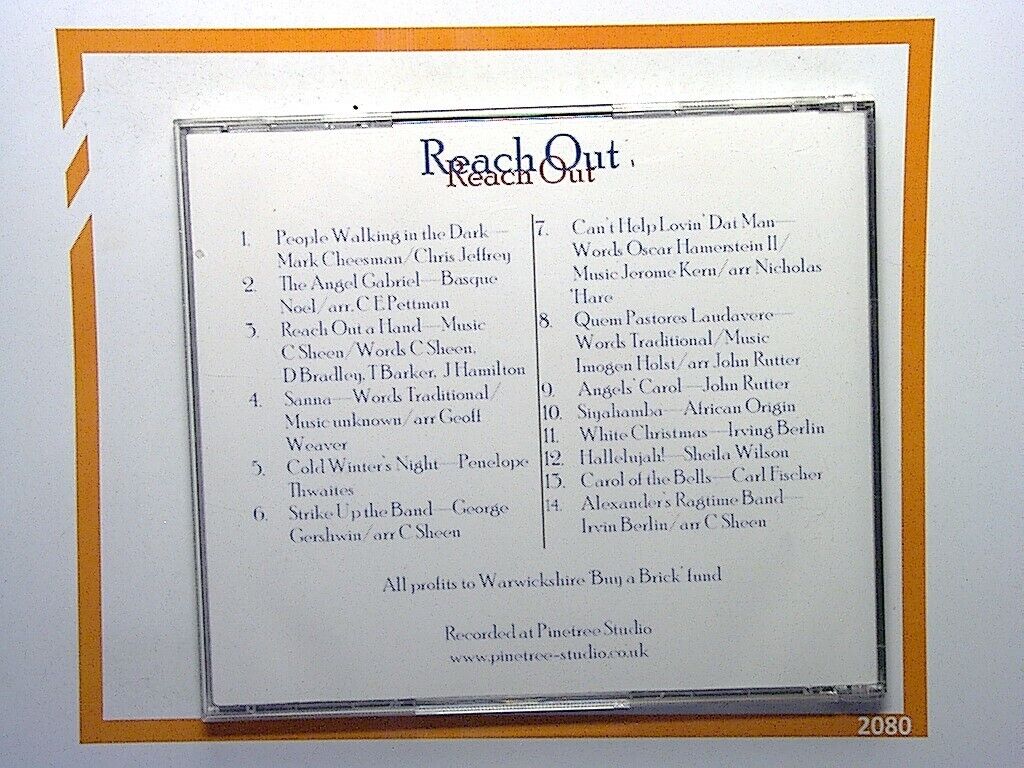 Reach Out
Reach Out
1. People Walking in the Dark—
Mark Cheesman/Chris Jeffrey
2. The Angel Gabriel—Basque
Noel/arr. C E Pettman
3. Reach Out a Hand—Music
C Sheen/Words C Sheen,
D Bradley, T Barker, J Hamilton
4. Sanna—Words Traditional/
Music unknown/arr Geoff
Weaver
5. Cold Winter's Night—Penelope
Thwaites
6. Strike Up the Band—George
Gershwin/arr C Sheen
7. Can't Help Lovin' Dat Man—
Words Oscar Hamerstein II/
Music Jerome Kern/arr Nicholas
'Hare
8. Quem Pastores Laudavere—
Words Traditional/Music
Imogen Holst/arr John Rutter
9. Angels' Carol—John Rutter
10. Siyahamba—African Origin
11. White Christmas—Irving Berlin
12. Hallelujah!—Sheila Wilson
13. Carol of the Bells—Carl Fischer
14. Alexander's Ragtime Band—
Irvin Berlin/arr C Sheen
All profits to Warwickshire 'Buy a Brick' fund
Recorded at Pinetree Studio
www.pinetree-studio.co.uk
2080